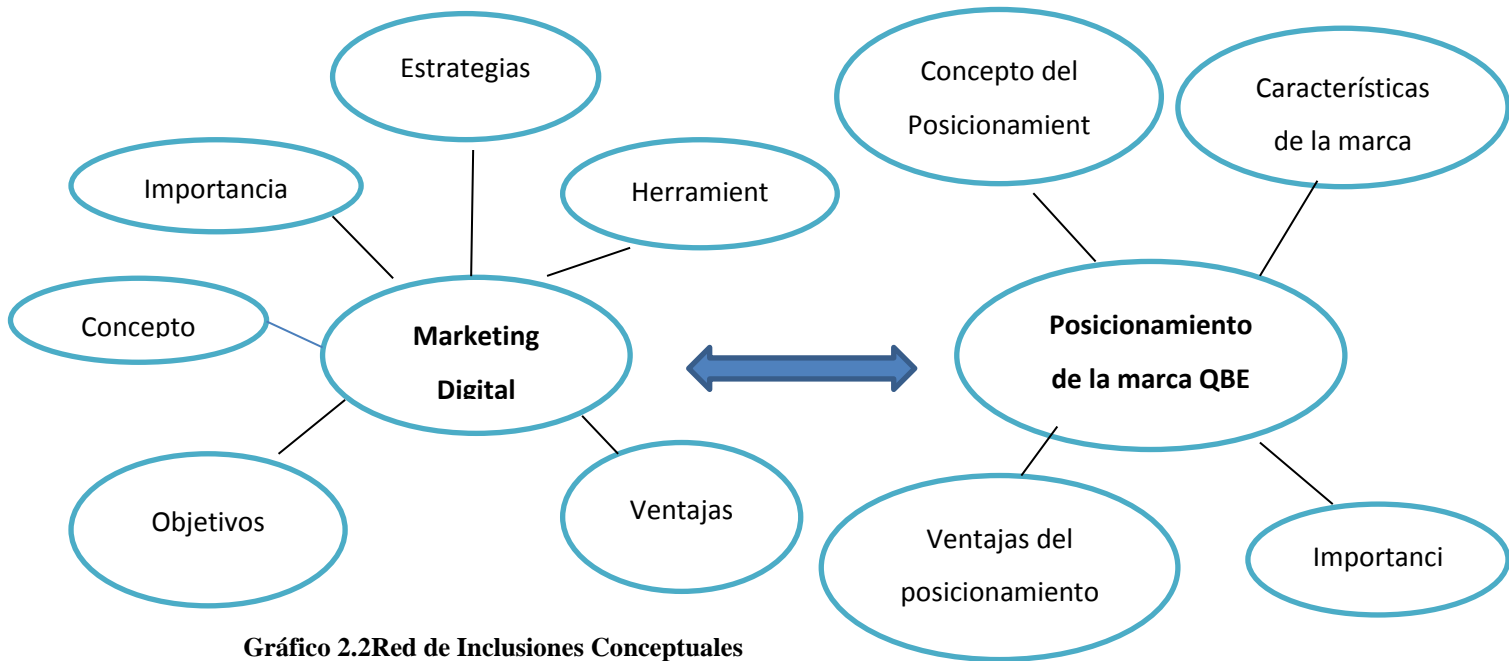 Estrategias
Importancia
Herramient
Concepto
Marketing
Digital
Objetivos
Ventajas
Concepto del
Posicionamient
Características
de la marca
Posicionamiento
de la marca QBE
Ventajas del
posicionamiento
Importanci
Gráfico 2.2Red de Inclusiones Conceptuales